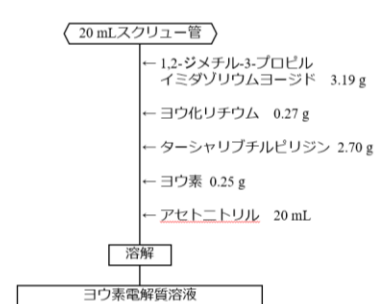 20 mLスクリュー管
← 1,2-ジメチル-3-プロピル
イミダゾリウムヨージド 3.19 g
← ヨウ化リチウム 0.27 g
← ターシャリブチルピリジン 2.70 g
← ヨウ素 0.25 g
← アセトニトリル 20 mL
溶解
ヨウ素電解質溶液